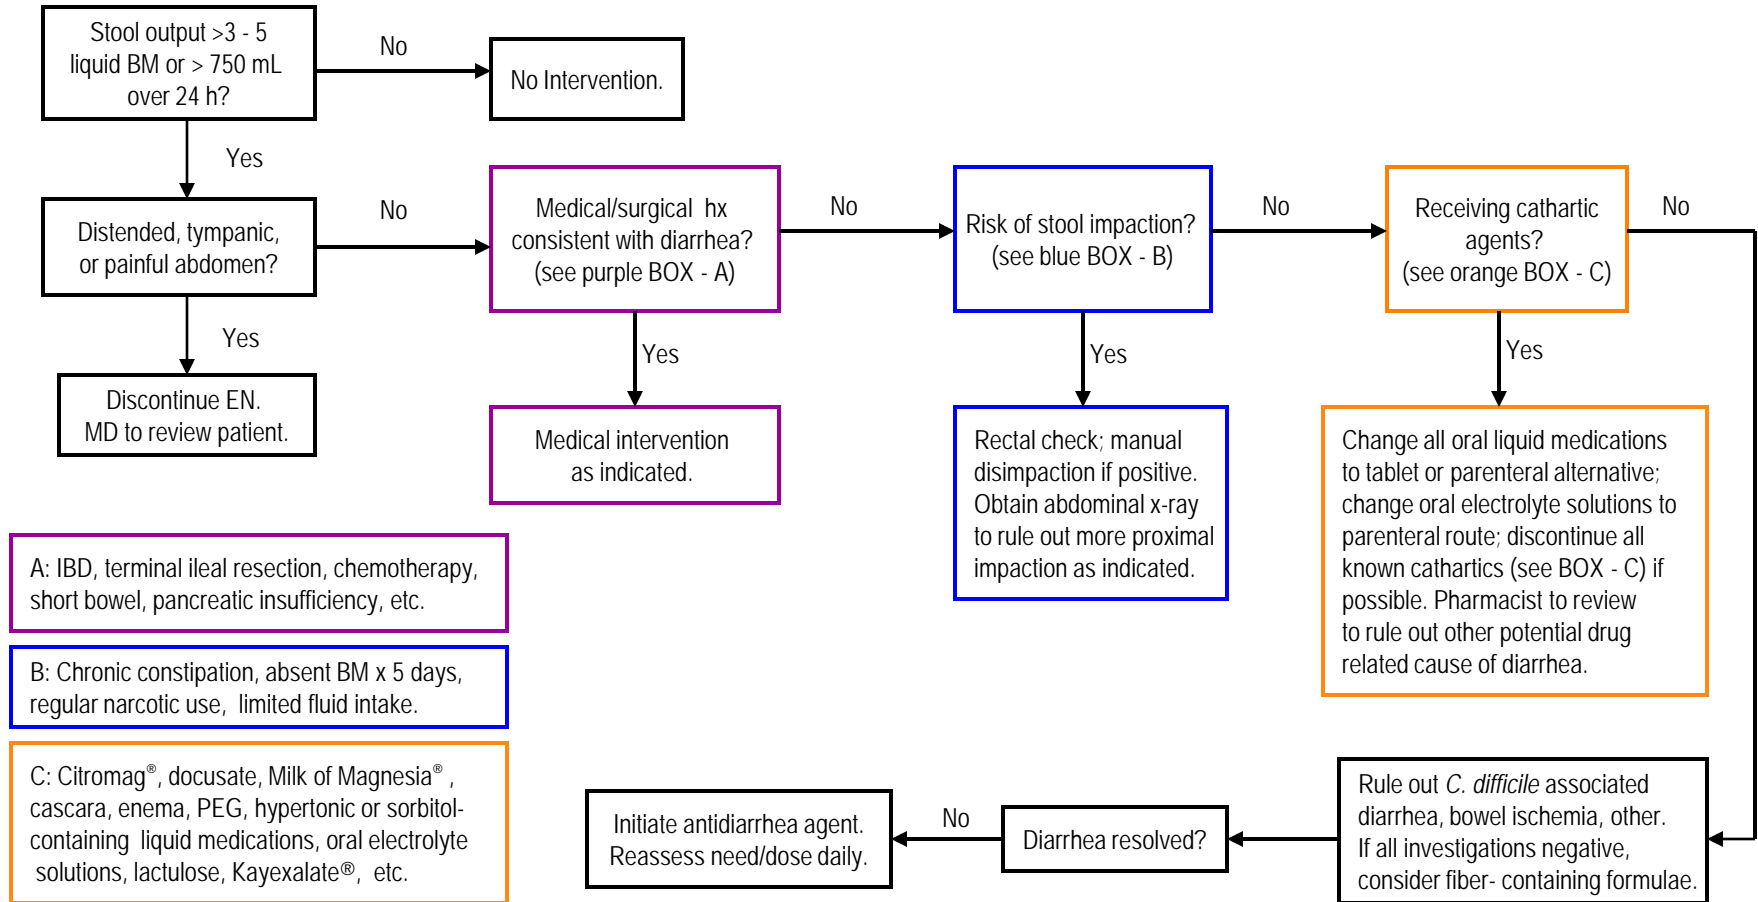 Stool output >3 - 5
liquid BM or > 750 mL
over 24 h?
No
No Intervention.
Yes
Distended, tympanic,
or painful abdomen?
No
Medical/surgical hx
consistent with diarrhea?
(see purple BOX - A)
No
Risk of stool impaction?
(see blue BOX - B)
No
Receiving cathartic
agents?
(see orange BOX - C)
No
Yes
Discontinue EN.
MD to review patient.
Yes
Medical intervention
as indicated.
Yes
Rectal check; manual
disimpaction if positive.
Obtain abdominal x-ray
to rule out more proximal
impaction as indicated.
Yes
Change all oral liquid medications
to tablet or parenteral alternative;
change oral electrolyte solutions to
parenteral route; discontinue all
known cathartics (see BOX - C) if
possible. Pharmacist to review
to rule out other potential drug
related cause of diarrhea.
A: IBD, terminal ileal resection, chemotherapy,
short bowel, pancreatic insufficiency, etc.
B: Chronic constipation, absent BM x 5 days,
regular narcotic use, limited fluid intake.
C: Citromag®, docusate, Milk of Magnesia® ,
cascara, enema, PEG, hypertonic or sorbitol-
containing liquid medications, oral electrolyte
solutions, lactulose, Kayexalate®, etc.
Rule out C. difficile associated
diarrhea, bowel ischemia, other.
If all investigations negative,
consider fiber- containing formulae.
Diarrhea resolved?
No
Initiate antidiarrhea agent.
Reassess need/dose daily.